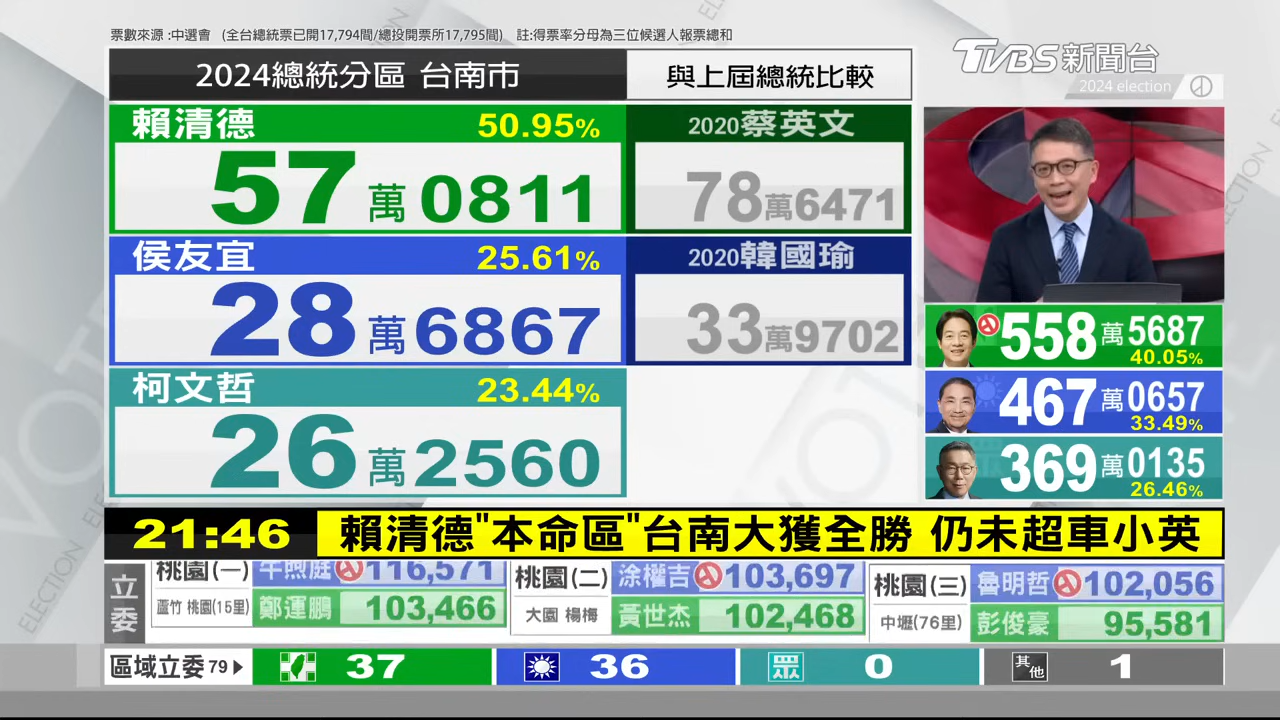 票數來源:中選會 (全台總統票已開17,794間/總投開票所17,795間) 註:得票率分母為三位候選人報票總和
TVBS新聞台
2024 election
2024總統分區 台南市
與上屆總統比較
賴清德 50.95%
57萬0811
2020蔡英文
78萬6471
侯友宜 25.61%
28萬6867
2020韓國瑜
33萬9702
柯文哲 23.44%
26萬2560
558萬5687
40.05%
467萬0657
33.49%
369萬0135
26.46%
21:46 賴清德"本命區"台南大獲全勝 仍未超車小英
立委
桃園(一) 牛煦庭 116,571
蘆竹 桃園(15里) 鄭運鵬 103,466
桃園(二) 涂權吉 103,697
大園 楊梅 黃世杰 102,468
桃園(三) 魯明哲 102,056
中壢(76里) 彭俊豪 95,581
區域立委79 37 36 眾 0 其他 1
ELECTION
ELECTION
VOTE